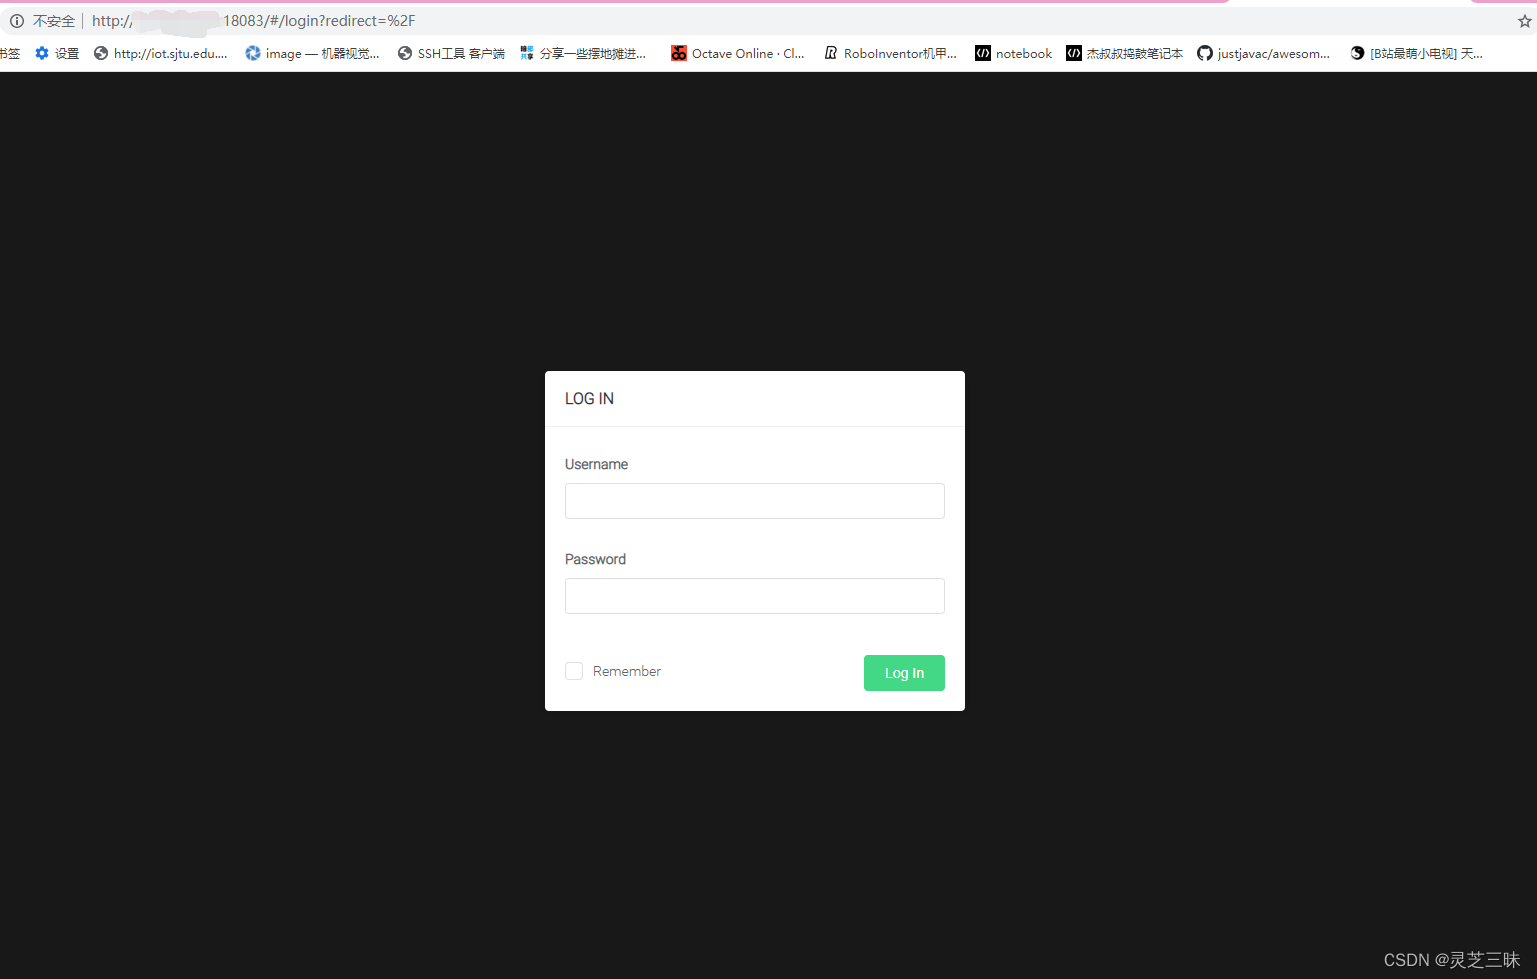 不安全 http:// 18083/#/login?redirect=%2F
书签 设置 http://iot.sjtu.edu.... image — 机器视觉... SSH工具 客户端 分享一些摆地摊进... Octave Online · Cl... RoboInventor机甲... notebook 杰叔叔捣鼓笔记本 justjavac/awesom... [B站最萌小电视] 天...
LOG IN
Username
Password
Remember Log In
CSDN @灵芝三昧